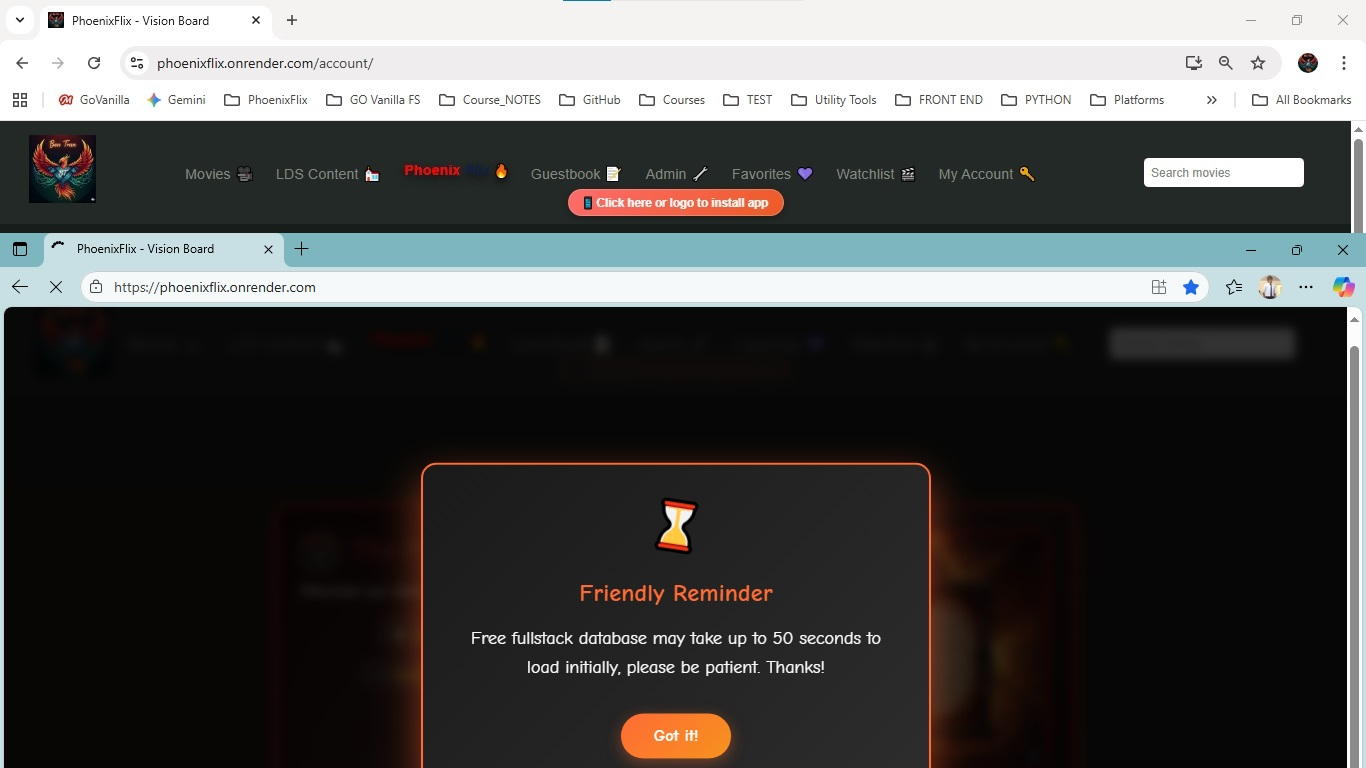 PhoenixFlix - Vision Board
phoenixflix.onrender.com/account/
GoVanilla
Gemini
PhoenixFlix
GO Vanilla FS
Course_NOTES
GitHub
Courses
TEST
Utility Tools
FRONT END
PYTHON
Platforms
All Bookmarks
Movies
LDS Content
Phoenix
Guestbook
Admin
Favorites
Watchlist
My Account
Search movies
Click here or logo to install app
PhoenixFlix - Vision Board
https://phoenixflix.onrender.com
Friendly Reminder
Free fullstack database may take up to 50 seconds to
load initially, please be patient. Thanks!
Got it!